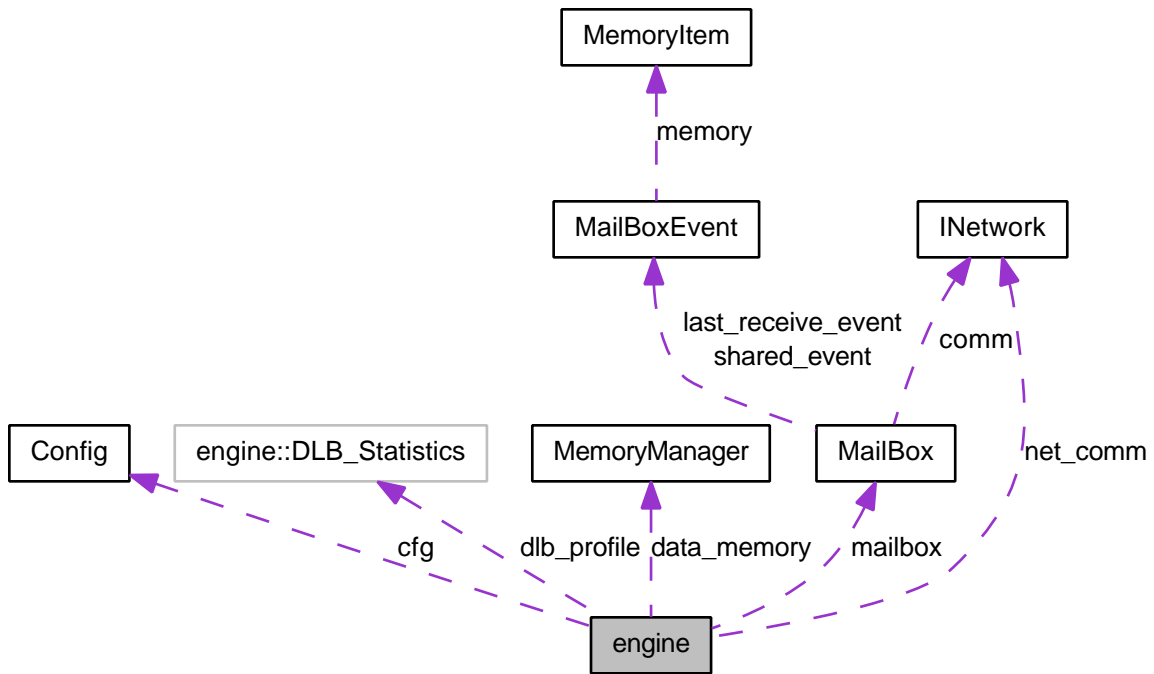 MemoryItem
memory
MailBoxEvent
INetwork
last_receive_event
shared_event
comm
Config
engine::DLB_Statistics
MemoryManager
MailBox
net_comm
cfg
dlb_profile
data_memory
mailbox
engine